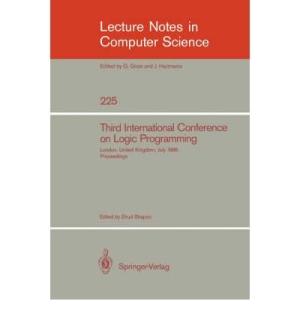 Lecture Notes in
Computer Science
Edited by G. Goos and J. Hartmanis
225
Third International Conference
on Logic Programming
London, United Kingdom, July 1986
Proceedings
Edited by Ehud Shapiro
Springer-Verlag